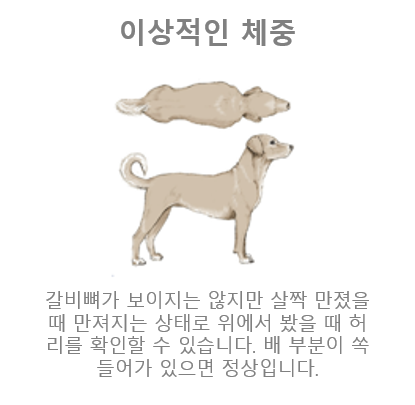 이상적인 체중
갈비뼈가 보이지는 않지만 살짝 만졌을
때 만져지는 상태로 위에서 봤을 때 허
리를 확인할 수 있습니다. 배 부분이 쏙
들어가 있으면 정상입니다.